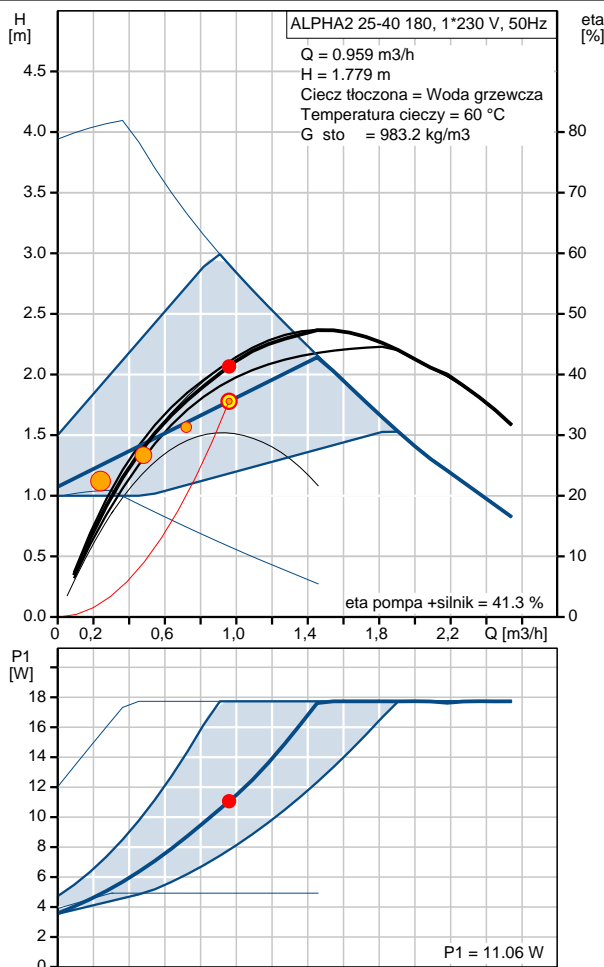 H
[m]
ALPHA2 25-40 180, 1*230 V, 50Hz
eta
[%]
Q = 0.959 m3/h
H = 1.779 m
Ciecz tłoczona = Woda grzewcza
Temperatura cieczy = 60 °C
G sto = 983.2 kg/m3
4.5
4.0
3.0
2.5
2.0
1.5
1.0
0.5
0.0
80
70
60
50
40
30
20
10
0
eta pompa +silnik = 41.3 %
0
0,2
0,6
1,0
1,4
1,8
2,2
Q [m3/h]
P1
[W]
18
16
14
12
10
8
6
4
2
0
P1 = 11.06 W